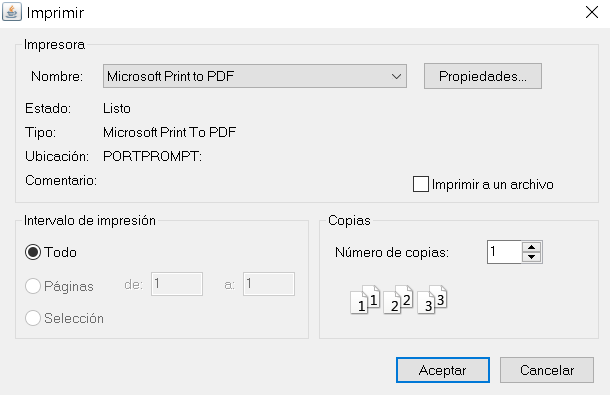 Imprimir
Impresora
Nombre: Microsoft Print to PDF Propiedades...
Estado: Listo
Tipo: Microsoft Print To PDF
Ubicación: PORTPROMPT:
Comentario: Imprimir a un archivo
Intervalo de impresión
Todo
Páginas de: 1 a: 1
Selección
Copias
Número de copias: 1
1 1 2 2 3 3
Aceptar Cancelar